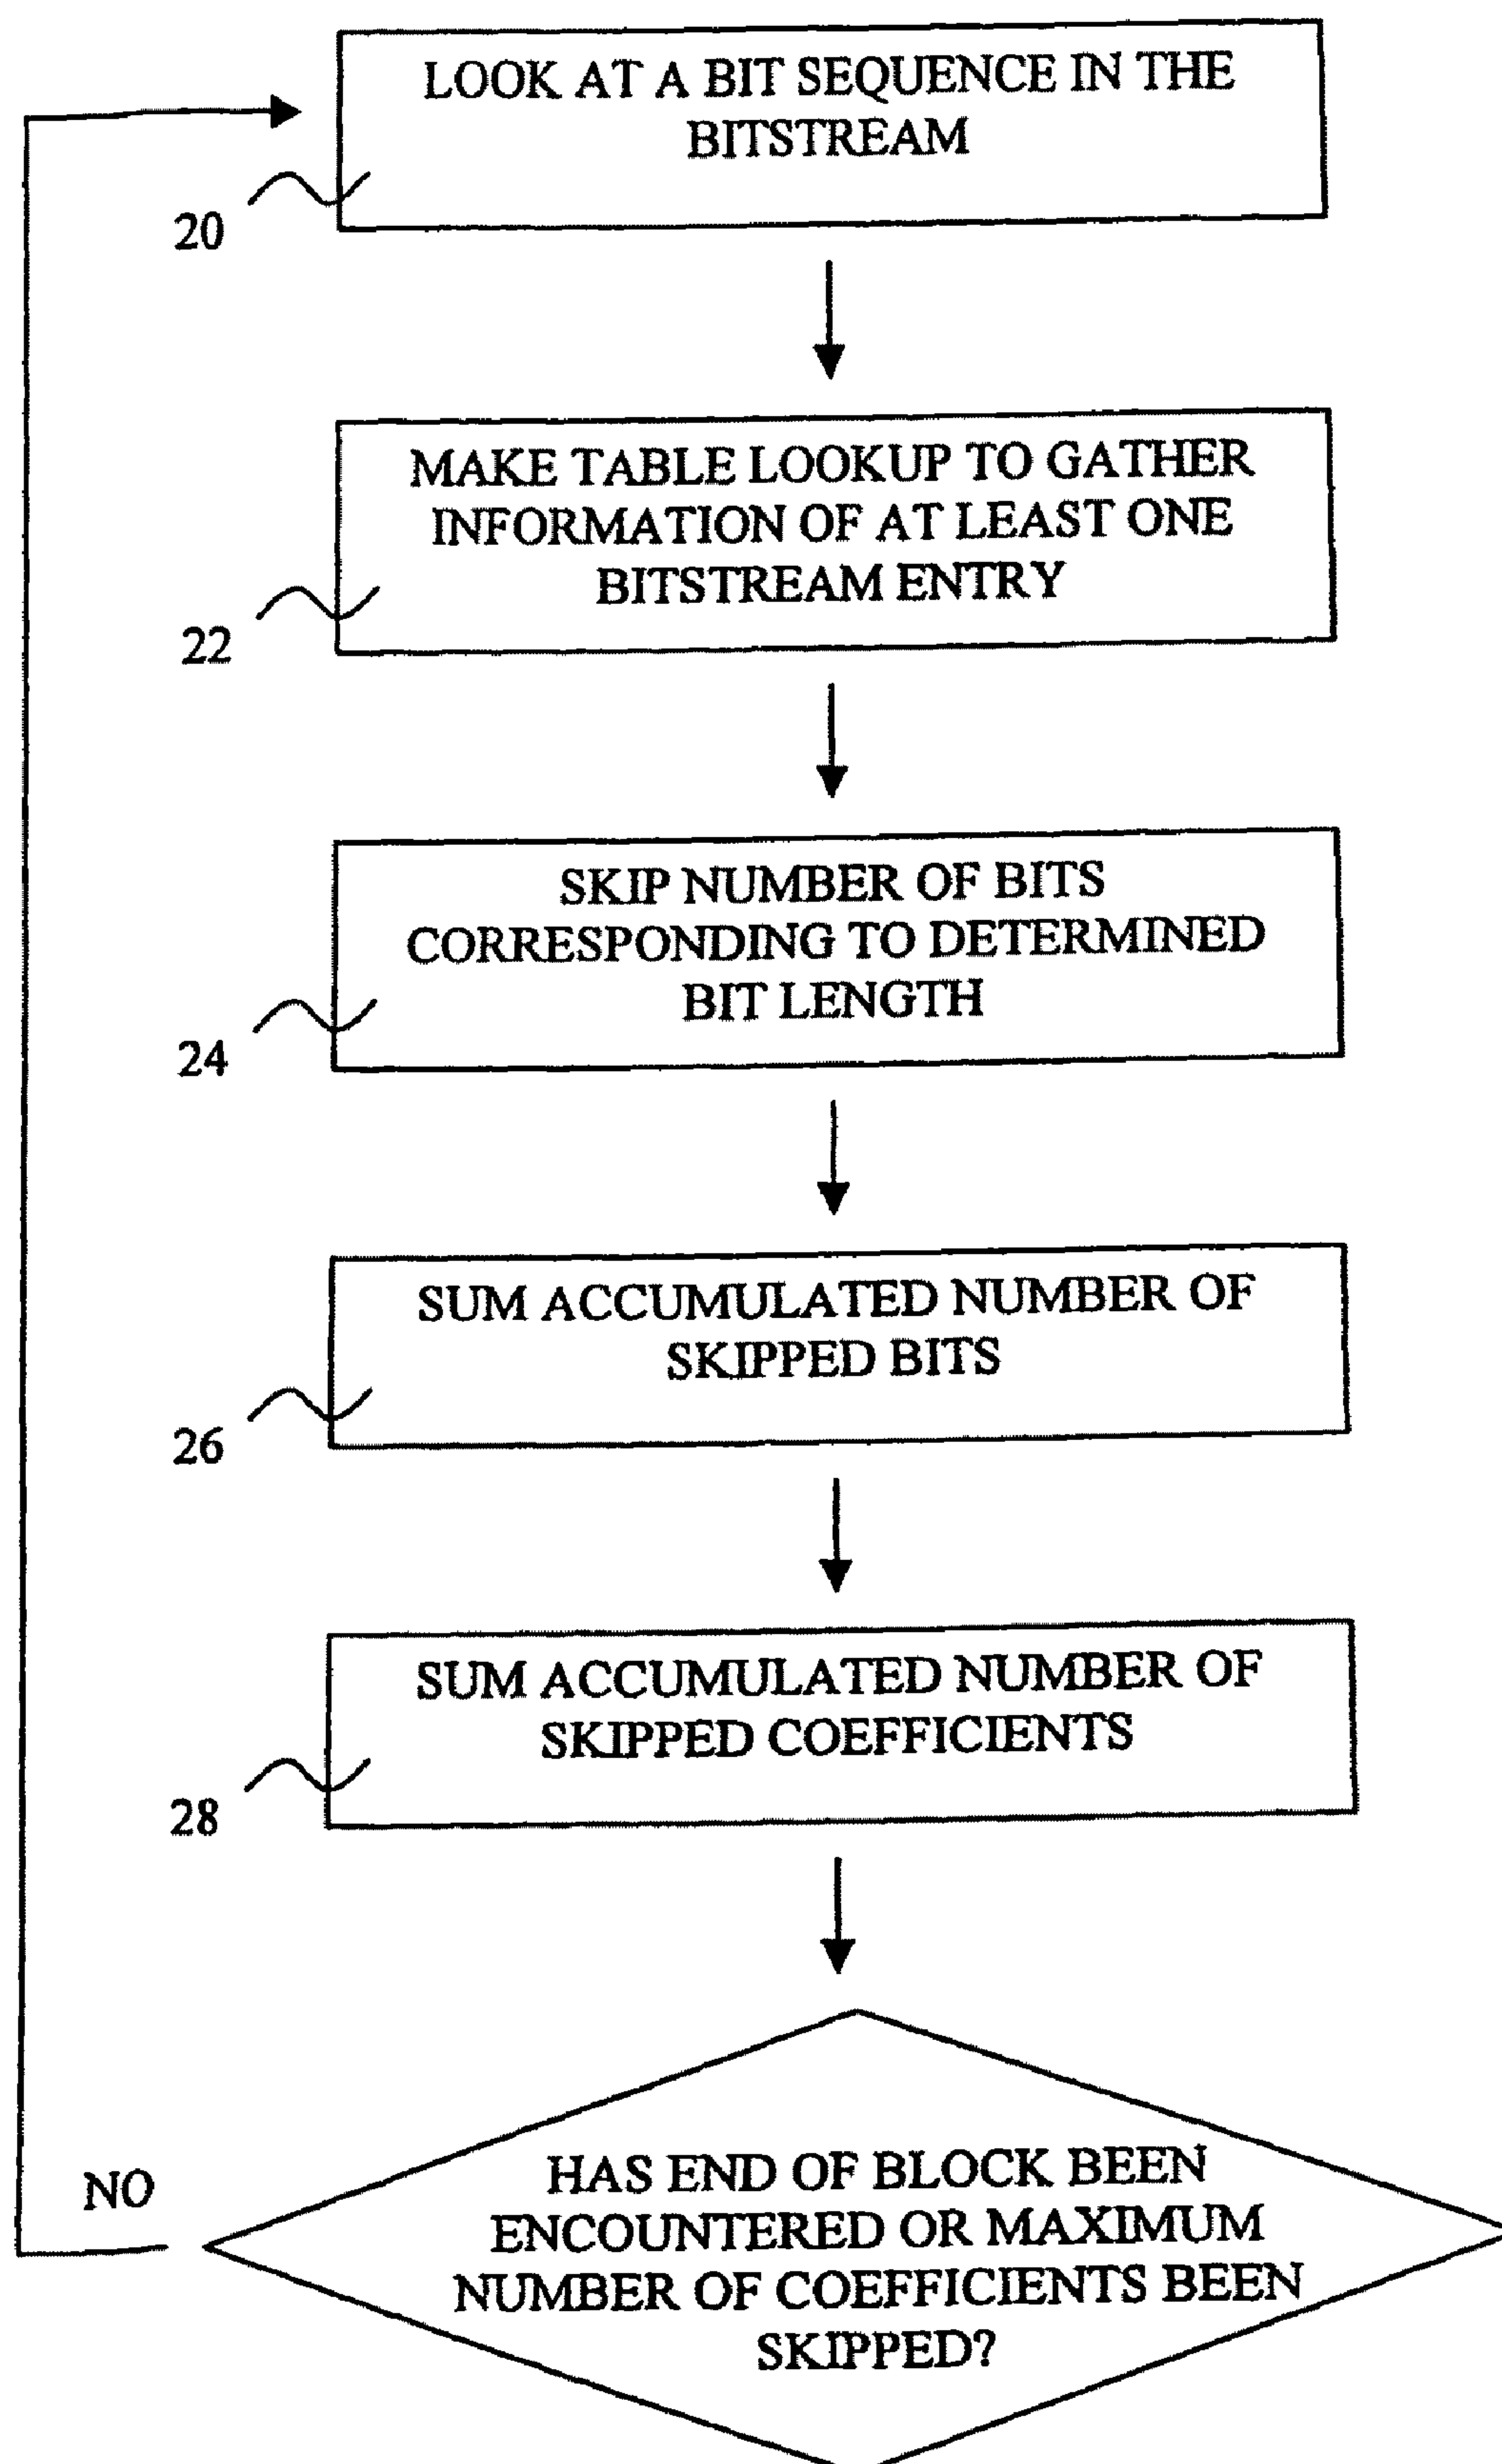 LOOK AT A BIT SEQUENCE IN THE
BITSTREAM
20
MAKE TABLE LOOKUP TO GATHER
INFORMATION OF AT LEAST ONE
BITSTREAM ENTRY
22
SKIP NUMBER OF BITS
CORRESPONDING TO DETERMINED
BIT LENGTH
24
SUM ACCUMULATED NUMBER OF
SKIPPED BITS
26
SUM ACCUMULATED NUMBER OF
SKIPPED COEFFICIENTS
28
NO
HAS END OF BLOCK BEEN
ENCOUNTERED OR MAXIMUM
NUMBER OF COEFFICIENTS BEEN
SKIPPED?